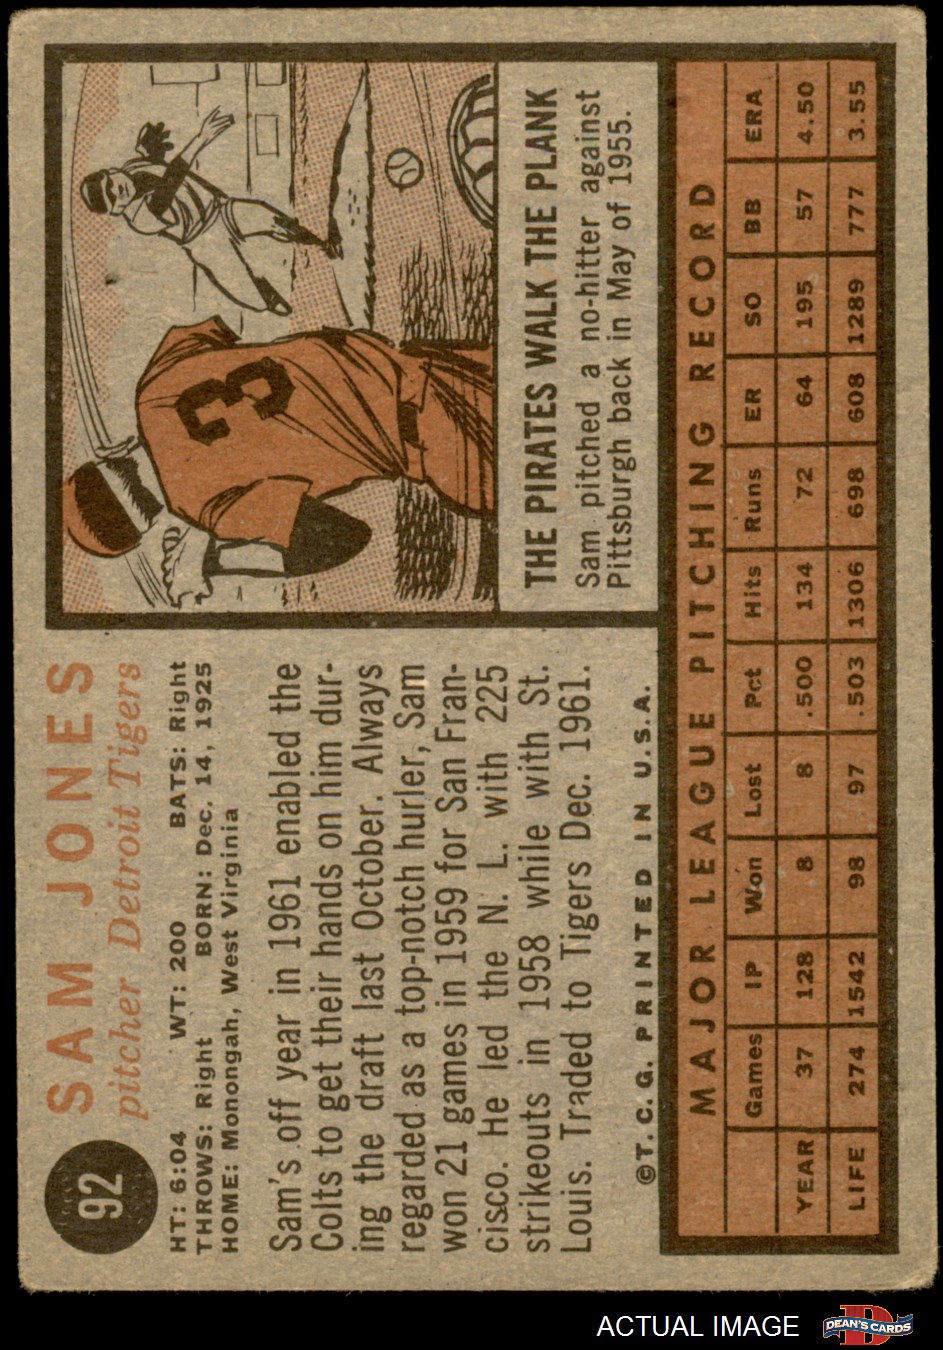 92
SAM JONES
pitcher Detroit Tigers
HT: 6:04 WT: 200 BATS: Right
THROWS: Right BORN: Dec. 14, 1925
HOME: Monongah, West Virginia
Sam's off year in 1961 enabled the
Colts to get their hands on him dur-
ing the draft last October. Always
regarded as a top-notch hurler, Sam
won 21 games in 1959 for San Fran-
cisco. He led the N. L. with 225
strikeouts in 1958 while with St.
Louis. Traded to Tigers Dec. 1961.
©T.C.G. PRINTED IN U.S.A.
3
THE PIRATES WALK THE PLANK
Sam pitched a no-hitter against
Pittsburgh back in May of 1955.
MAJOR LEAGUE PITCHING RECORD
Games IP Won Lost Pct Hits Runs ER SO BB ERA
YEAR 37 128 8 8 .500 134 72 64 195 57 4.50
LIFE 274 1542 98 97 .503 1306 698 608 1289 777 3.55
ACTUAL IMAGE
DEAN'S CARDS